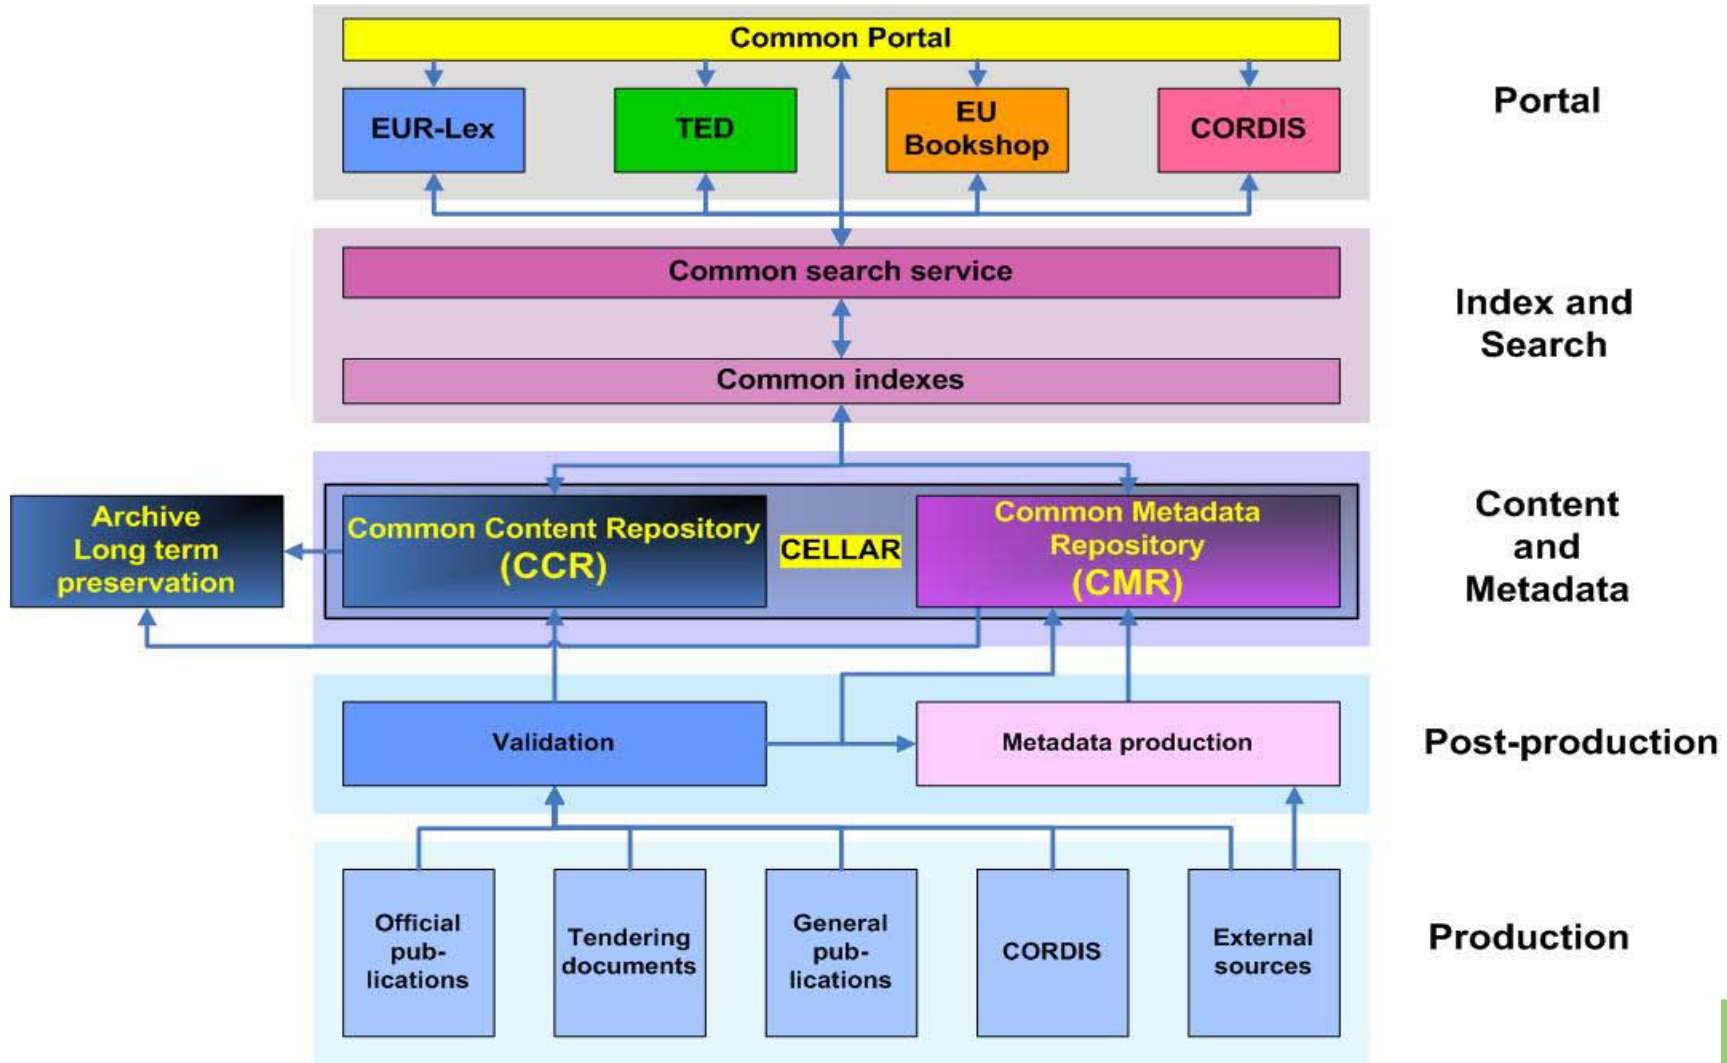 Common Portal
EUR-Lex
TED
EU
Bookshop
CORDIS
Portal
Common search service
Common indexes
Index and
Search
Archive
Long term
preservation
Common Content Repository
(CCR)
CELLAR
Common Metadata
Repository
(CMR)
Content
and
Metadata
Validation
Metadata production
Post-production
Official
pub-
lications
Tendering
documents
General
pub-
lications
CORDIS
External
sources
Production